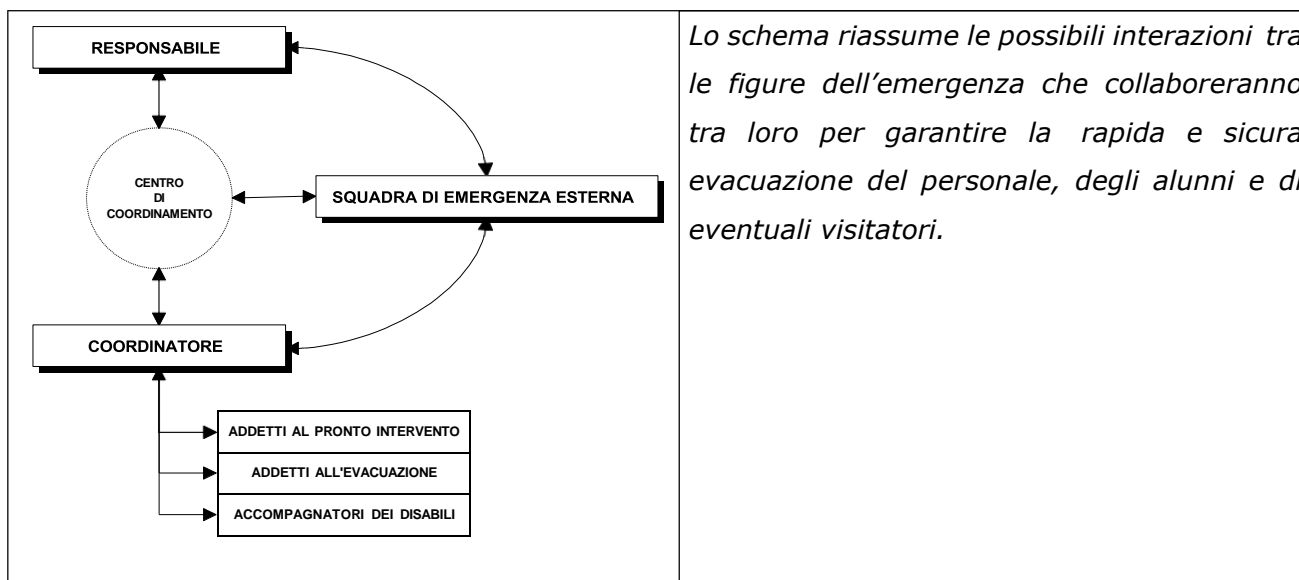 RESPONSABILE
CENTRO
DI
COORDINAMENTO
SQUADRA DI EMERGENZA ESTERNA
COORDINATORE
ADDETTI AL PRONTO INTERVENTO
ADDETTI ALL'EVACUAZIONE
ACCOMPAGNATORI DEI DISABILI
Lo schema riassume le possibili interazioni tra
le figure dell’emergenza che collaboreranno
tra loro per garantire la rapida e sicura
evacuazione del personale, degli alunni e di
eventuali visitatori.